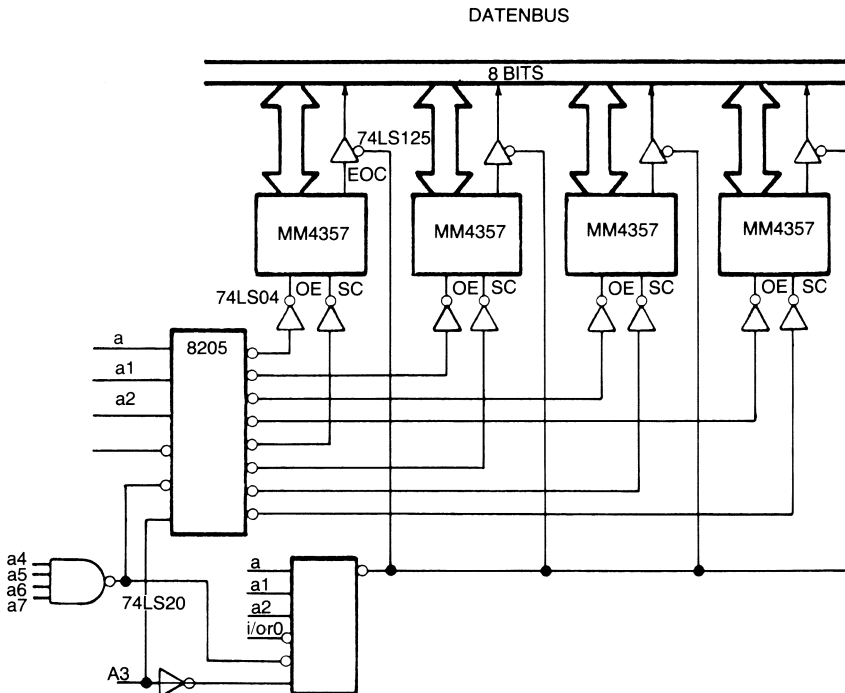 DATENBUS
8 BITS
74LS125
EOC
MM4357
MM4357
MM4357
MM4357
OE
SC
OE
SC
OE
SC
OE
SC
74LS04
8205
a
a1
a2
a4
a5
a6
a7
74LS20
a
a1
a2
i/or0
A3